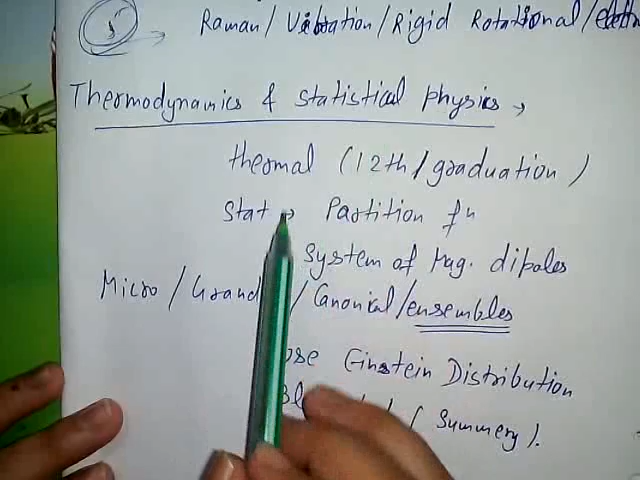 Raman / Vibration / Rigid Rotational /
Thermodynamics & statistical physics →
thermal (12th / graduation)
Stat → Partition fn
System of Mag. dipoles
Micro / Grand / Canonical / ensembles
Einstein Distribution
(Summery).